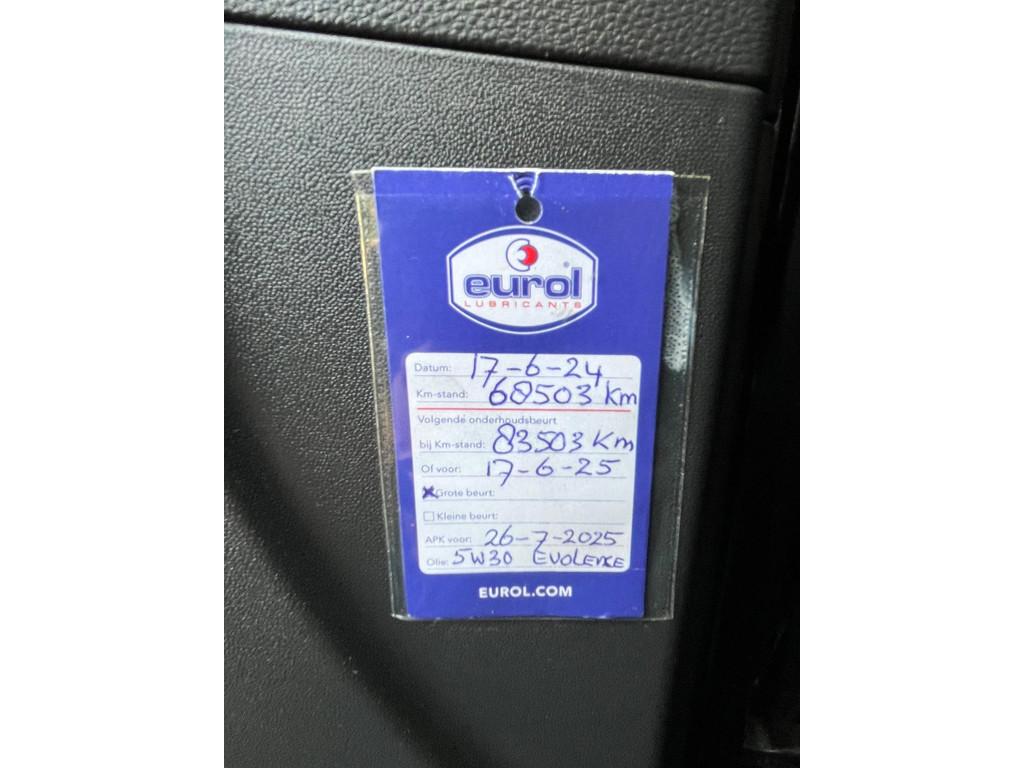 eurol®
LUBRICANTS
Datum: 17-6-24
Km-stand: 68503 Km
Volgende onderhoudsbeurt
bij Km-stand: 83503 Km
Of voor: 17-6-25
Grote beurt:
Kleine beurt:
APK voor: 26-7-2025
Olie: 5W30 EVOLENCE
EUROL.COM